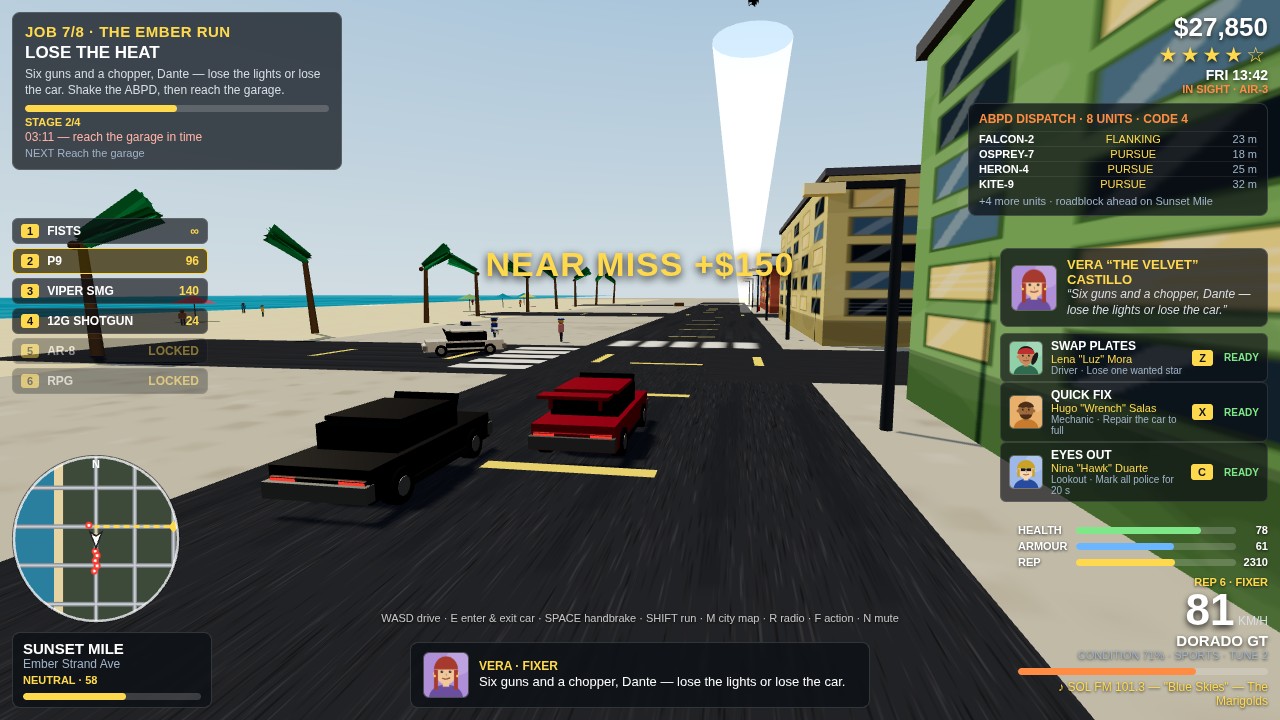 JOB 7/8 · THE EMBER RUN
LOSE THE HEAT
Six guns and a chopper, Dante — lose the lights or lose
the car. Shake the ABPD, then reach the garage.
STAGE 2/4
03:11 — reach the garage in time
NEXT Reach the garage
$27,850
★★★★☆
FRI 13:42
IN SIGHT · AIR-3
ABPD DISPATCH · 8 UNITS · CODE 4
FALCON-2 FLANKING 23 m
OSPREY-7 PURSUE 18 m
HERON-4 PURSUE 25 m
KITE-9 PURSUE 32 m
+4 more units · roadblock ahead on Sunset Mile
1 FISTS ∞
2 P9 96
3 VIPER SMG 140
4 12G SHOTGUN 24
5 AR-8 LOCKED
6 RPG LOCKED
NEAR MISS +$150
VERA “THE VELVET”
CASTILLO
“Six guns and a chopper, Dante —
lose the lights or lose the car.”
SWAP PLATES
Lena "Luz" Mora
Driver · Lose one wanted star
Z READY
QUICK FIX
Hugo "Wrench" Salas
Mechanic · Repair the car to
full
X READY
EYES OUT
Nina "Hawk" Duarte
Lookout · Mark all police for
20 s
C READY
N
HEALTH 78
ARMOUR 61
REP 2310
REP 6 · FIXER
81 KM/H
DORADO GT
CONDITION 71% · SPORTS · TUNE 2
♪ SOL FM 101.3 — "Blue Skies" — The
Marigolds
WASD drive · E enter & exit car · SPACE handbrake · SHIFT run · M city map · R radio · F action · N mute
SUNSET MILE
Ember Strand Ave
NEUTRAL · 58
VERA · FIXER
Six guns and a chopper, Dante — lose the lights or lose the car.